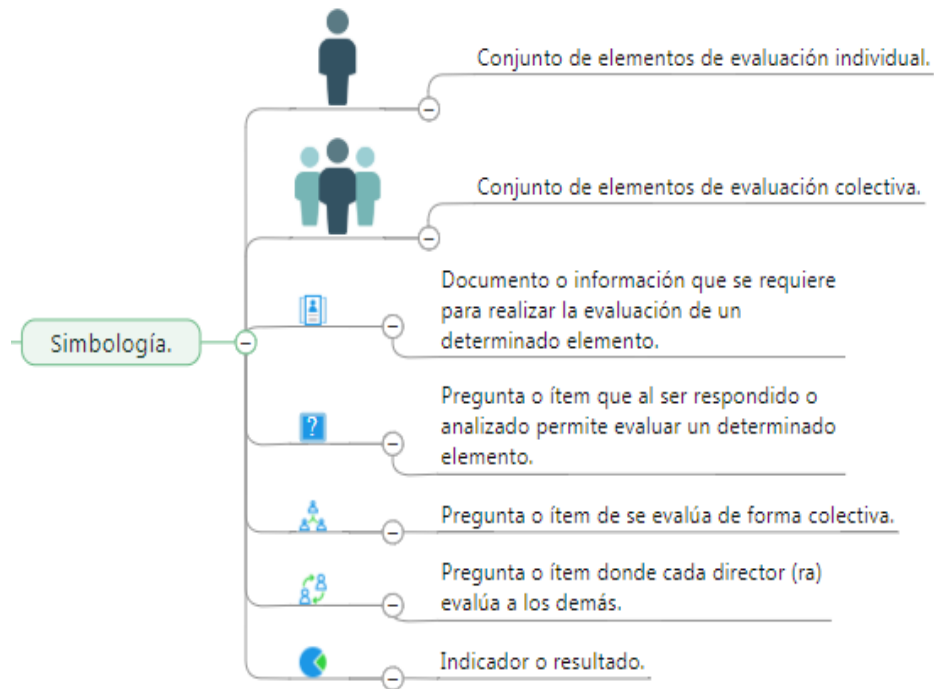 Conjunto de elementos de evaluación individual.
Conjunto de elementos de evaluación colectiva.
Documento o información que se requiere
para realizar la evaluación de un
determinado elemento.
Simbología.
Pregunta o ítem que al ser respondido o
analizado permite evaluar un determinado
elemento.
Pregunta o ítem de se evalúa de forma colectiva.
Pregunta o ítem donde cada director (ra)
evalúa a los demás.
Indicador o resultado.